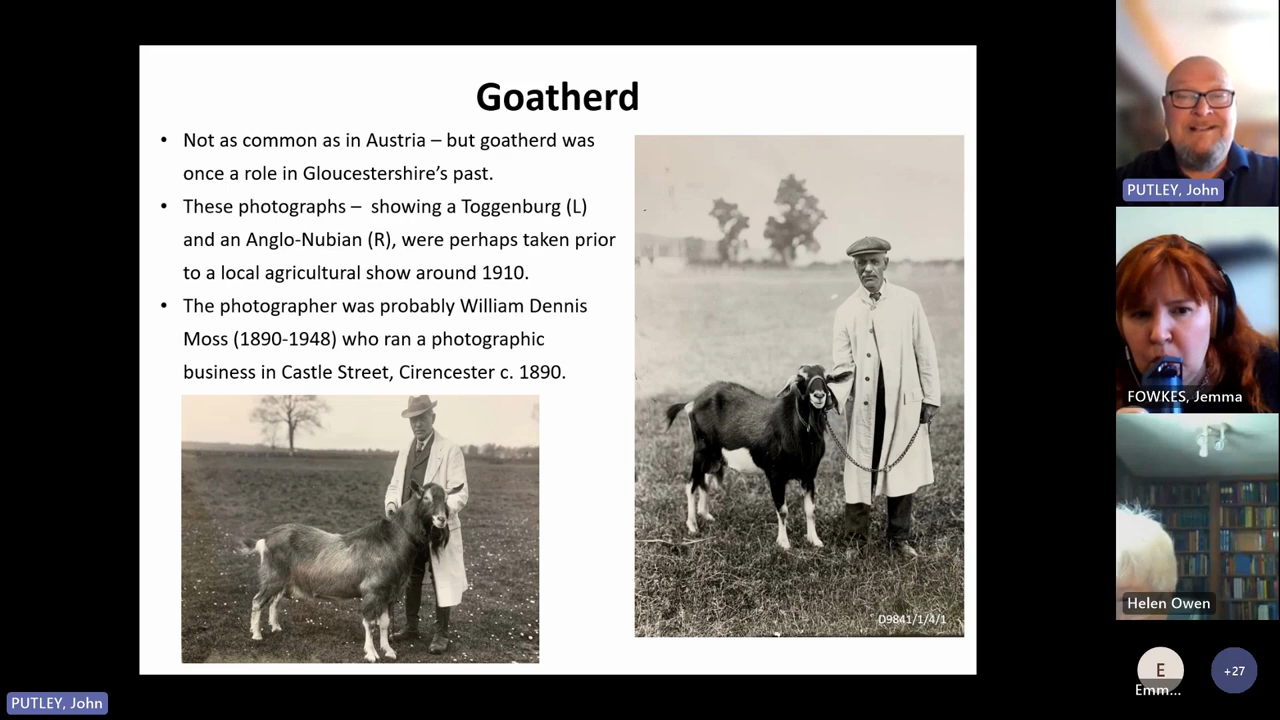 Goatherd
• Not as common as in Austria – but goatherd was
once a role in Gloucestershire’s past.
• These photographs – showing a Toggenburg (L)
and an Anglo-Nubian (R), were perhaps taken prior
to a local agricultural show around 1910.
• The photographer was probably William Dennis
Moss (1890-1948) who ran a photographic
business in Castle Street, Cirencester c. 1890.
D9841/1/4/1
PUTLEY, John
FOWKES, Jemma
Helen Owen
E
Emm...
+27
PUTLEY, John